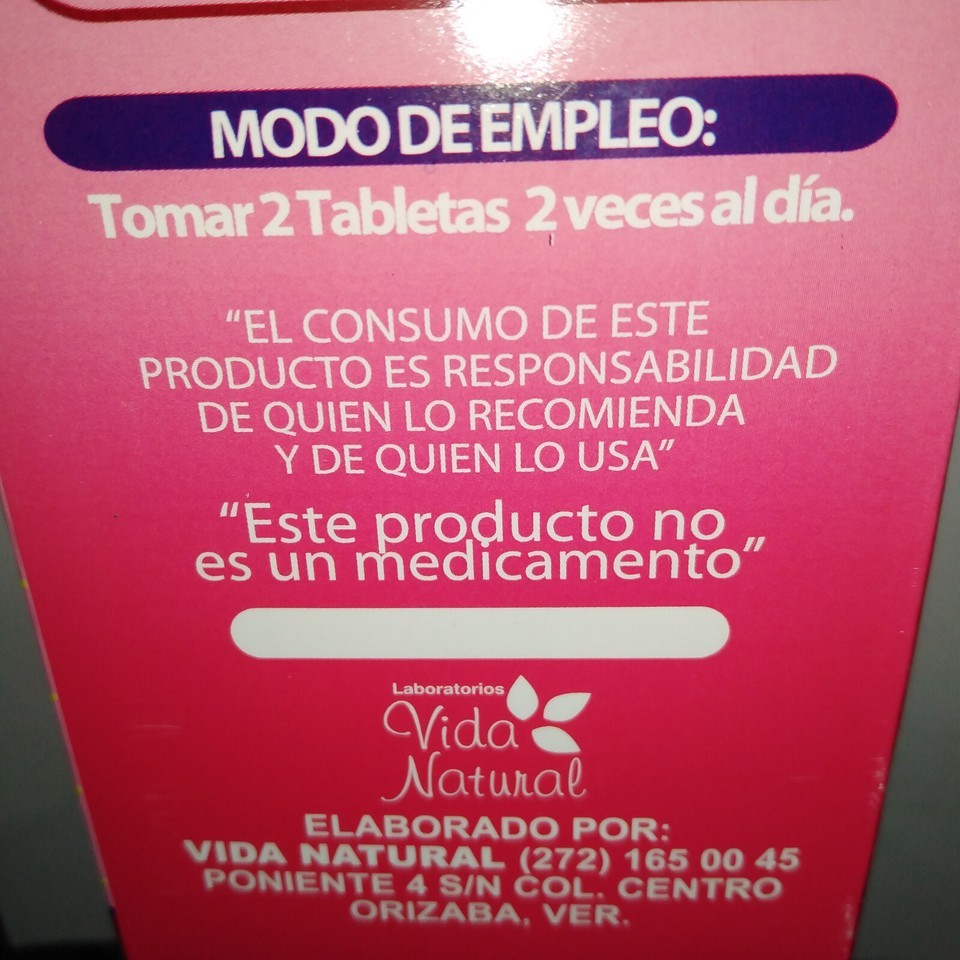 MODO DE EMPLEO:
Tomar 2 Tabletas 2 veces al día.
"EL CONSUMO DE ESTE
PRODUCTO ES RESPONSABILIDAD
DE QUIEN LO RECOMIENDA
Y DE QUIEN LO USA"
"Este producto no
es un medicamento"
Laboratorios
Vida
Natural
ELABORADO POR:
VIDA NATURAL (272) 165 00 45
PONIENTE 4 S/N COL. CENTRO
ORIZABA, VER.